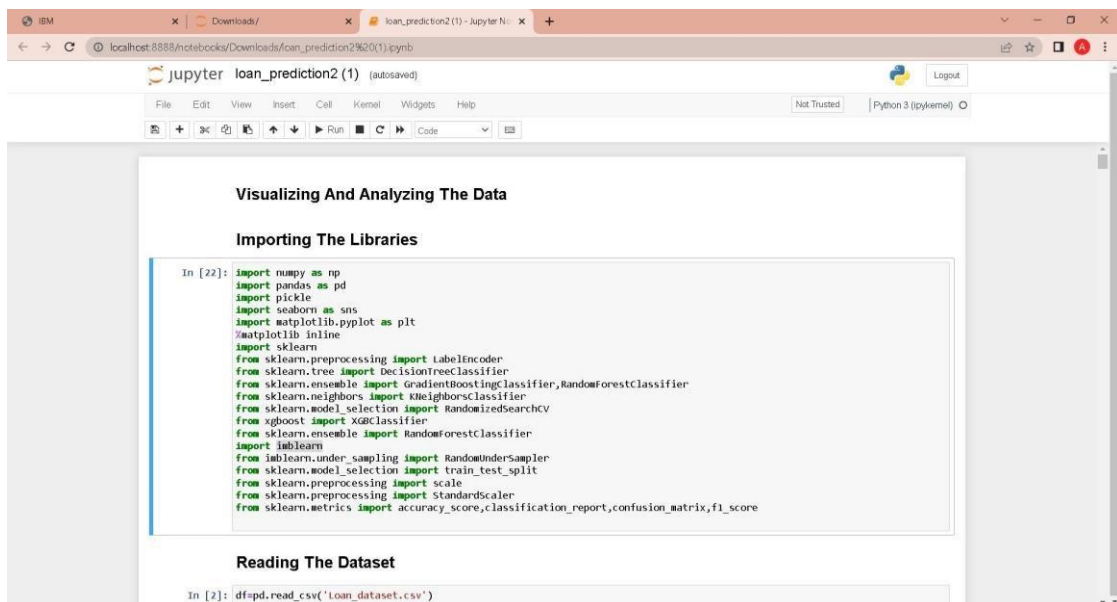 IBM
Downloads/
loan_prediction2 (1) - Jupyter No
localhost:8888/notebooks/Downloads/loan_prediction2%20(1).ipynb
A
jupyter loan_prediction2 (1) (autosaved)
Logout
File Edit View Insert Cell Kernel Widgets Help
Not Trusted
Python 3 (ipykernel)
Run
Code
Visualizing And Analyzing The Data
Importing The Libraries
In [22]: import numpy as np
import pandas as pd
import pickle
import seaborn as sns
import matplotlib.pyplot as plt
%matplotlib inline
import sklearn
from sklearn.preprocessing import LabelEncoder
from sklearn.tree import DecisionTreeClassifier
from sklearn.ensemble import GradientBoostingClassifier,RandomForestClassifier
from sklearn.neighbors import KNeighborsClassifier
from sklearn.model_selection import RandomizedSearchCV
from xgboost import XGBClassifier
from sklearn.ensemble import RandomForestClassifier
import imblearn
from imblearn.under_sampling import RandomUnderSampler
from sklearn.model_selection import train_test_split
from sklearn.preprocessing import scale
from sklearn.preprocessing import StandardScaler
from sklearn.metrics import accuracy_score,classification_report,confusion_matrix,f1_score
Reading The Dataset
In [2]: df=pd.read_csv('Loan_dataset.csv')